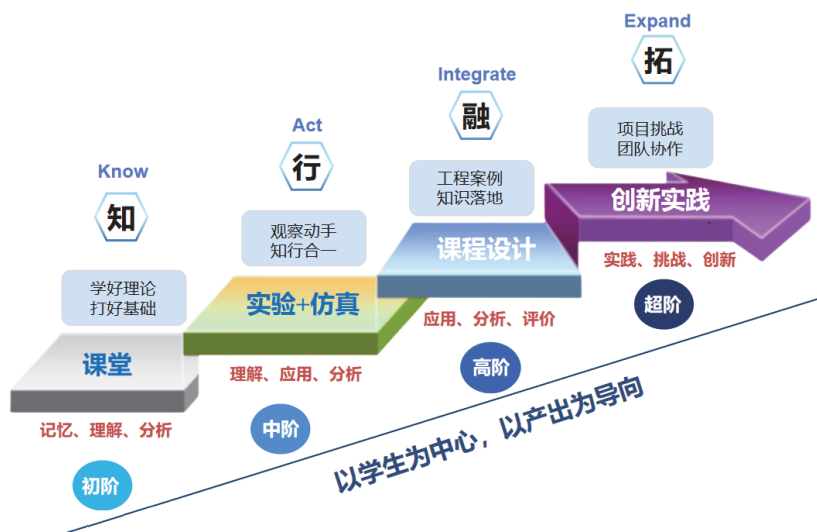 Know
知
学好理论
打好基础
课堂
记忆、理解、分析
初阶
Act
行
观察动手
知行合一
实验+仿真
理解、应用、分析
中阶
Integrate
融
工程案例
知识落地
课程设计
应用、分析、评价
高阶
Expand
拓
项目挑战
团队协作
创新实践
实践、挑战、创新
超阶
以学生为中心，以产出为导向